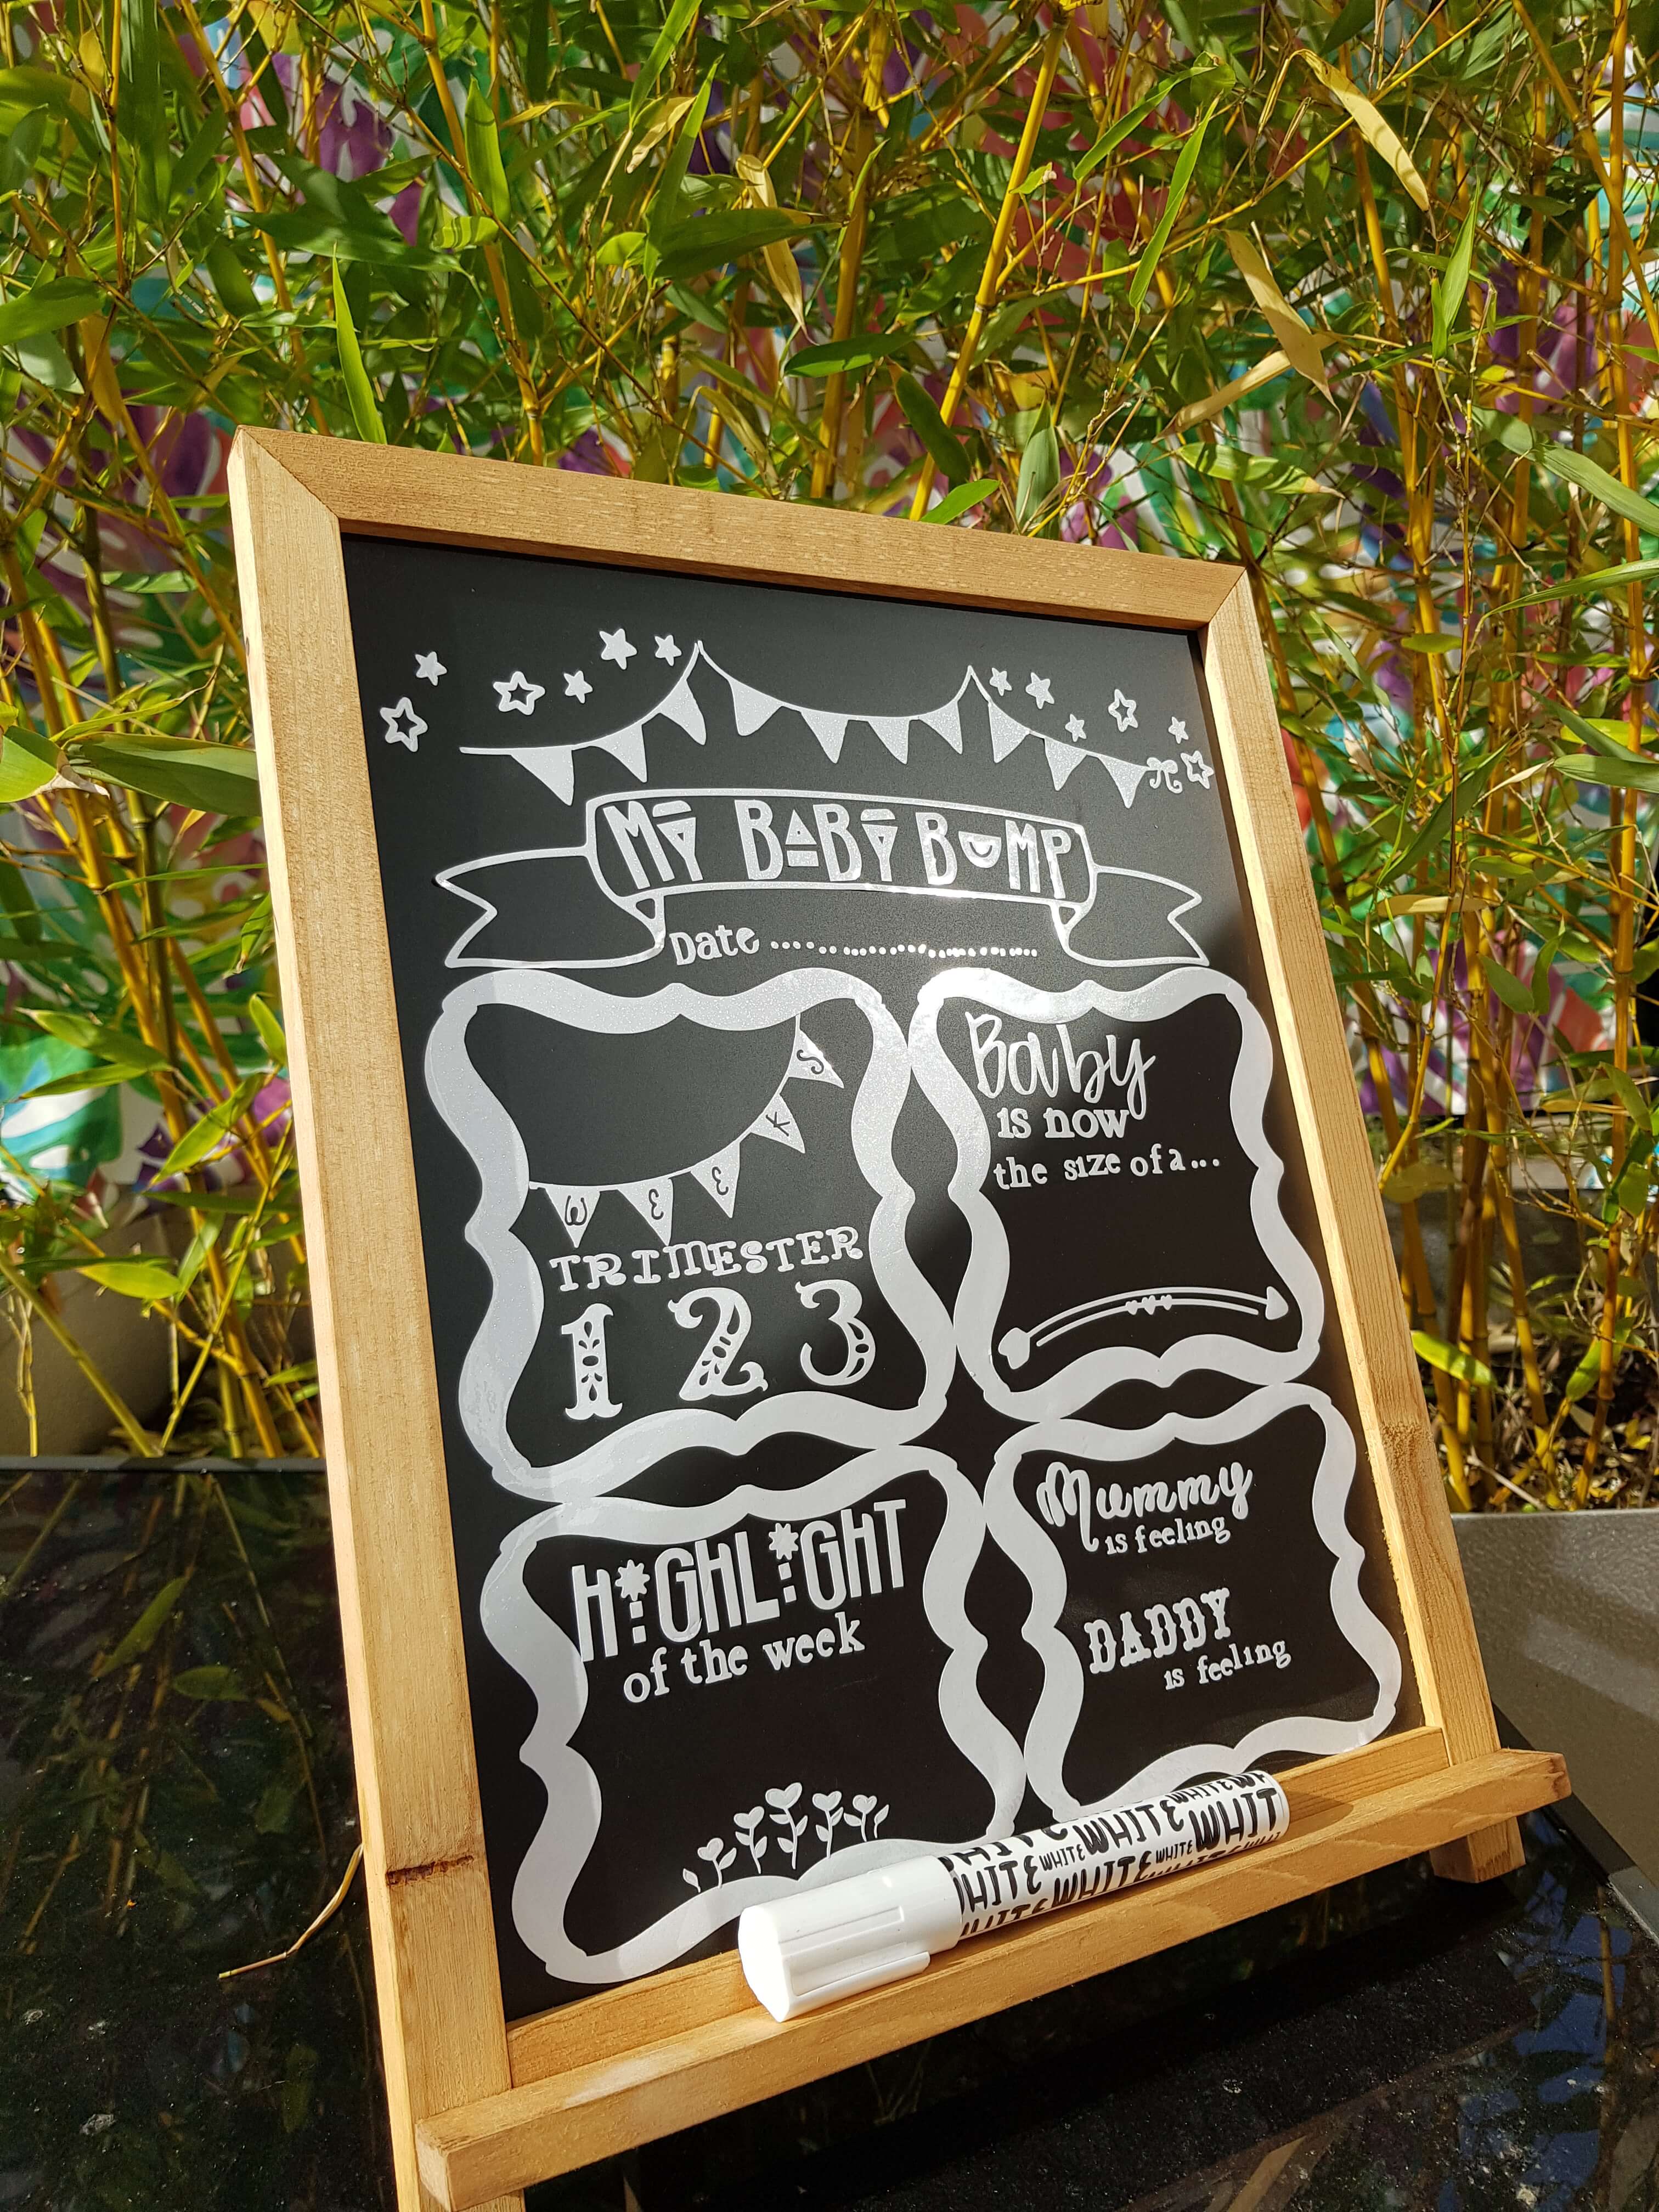 MY BABY BUMP
Date ..............................
WEEKS
TRIMESTER
1 2 3
Baby
is now
the size of a...
HiGHLiGHT
of the week
Mummy
is feeling
DADDY
is feeling
WHITE WHITE WHIT
WHITE WHITE WHITE WHITE